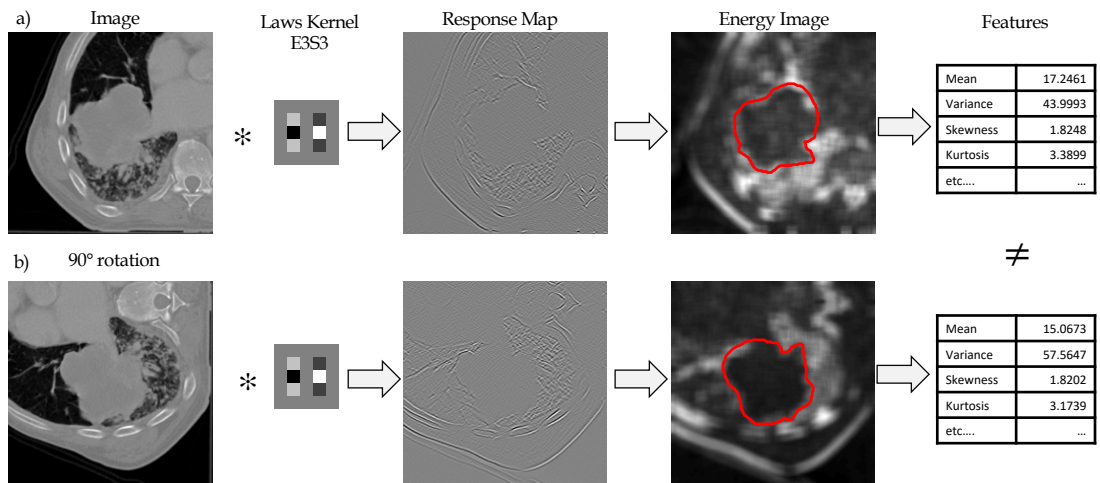 a) Image
Laws Kernel
E3S3
Response Map
Energy Image
Features
*
Mean 17.2461
Variance 43.9993
Skewness 1.8248
Kurtosis 3.3899
etc.... ...
≠
b) 90° rotation
*
Mean 15.0673
Variance 57.5647
Skewness 1.8202
Kurtosis 3.1739
etc.... ...